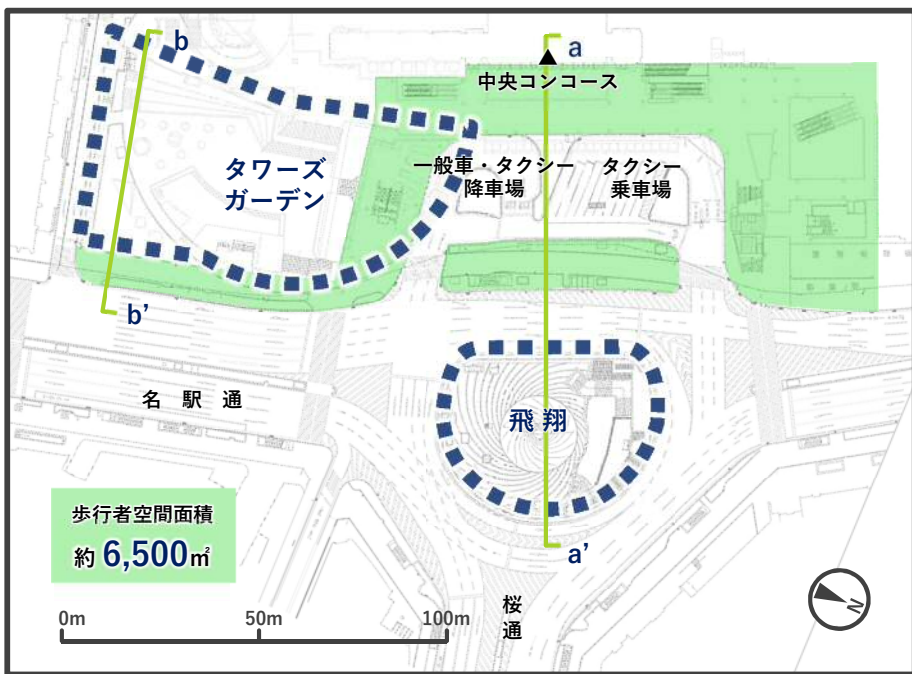 b
a
中央コンコース
タワーズ
ガーデン
一般車・タクシー
降車場
タクシー
乗車場
b’
名 駅 通
飛 翔
歩行者空間面積
約 6,500㎡
a’
0m
50m
100m
桜
通
N